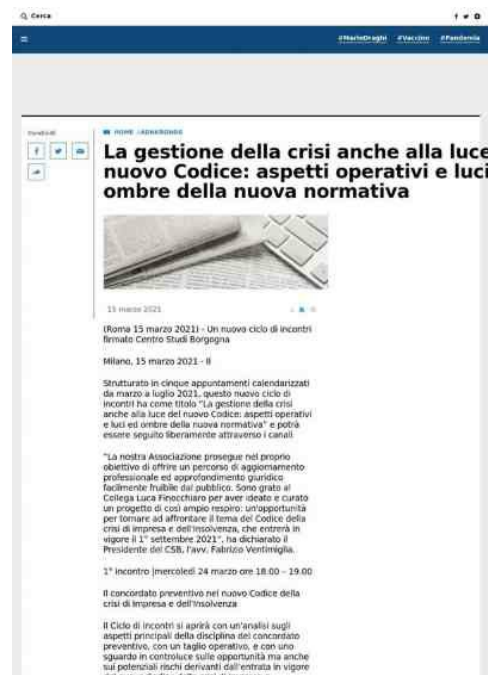 Cerca
#MarioDraghi #Vaccino #Pandemia
Condividi
HOME /ADNKRONOS
La gestione della crisi anche alla luce
nuovo Codice: aspetti operativi e luci
ombre della nuova normativa
15 marzo 2021
(Roma 15 marzo 2021) - Un nuovo ciclo di incontri
firmato Centro Studi Borgogna
Milano, 15 marzo 2021 - Il
Strutturato in cinque appuntamenti calendarizzati
da marzo a luglio 2021, questo nuovo ciclo di
incontri ha come titolo "La gestione della crisi
anche alla luce del nuovo Codice: aspetti operativi
e luci ed ombre della nuova normativa" e potrà
essere seguito liberamente attraverso i canali
"La nostra Associazione prosegue nel proprio
obiettivo di offrire un percorso di aggiornamento
professionale ed approfondimento giuridico
facilmente fruibile dal pubblico. Sono grato al
Collega Luca Finocchiaro per aver ideato e curato
un progetto di così ampio respiro: un'opportunità
per tornare ad affrontare il tema del Codice della
crisi di impresa e dell'insolvenza, che entrerà in
vigore il 1° settembre 2021", ha dichiarato il
Presidente del CSB, l'avv. Fabrizio Ventimiglia.
1° incontro |mercoledì 24 marzo ore 18.00 – 19.00
Il concordato preventivo nel nuovo Codice della
crisi di impresa e dell'insolvenza
Il Ciclo di incontri si aprirà con un'analisi sugli
aspetti principali della disciplina del concordato
preventivo, con un taglio operativo, e con uno
sguardo in controluce sulle opportunità ma anche
sui potenziali rischi derivanti dall'entrata in vigore